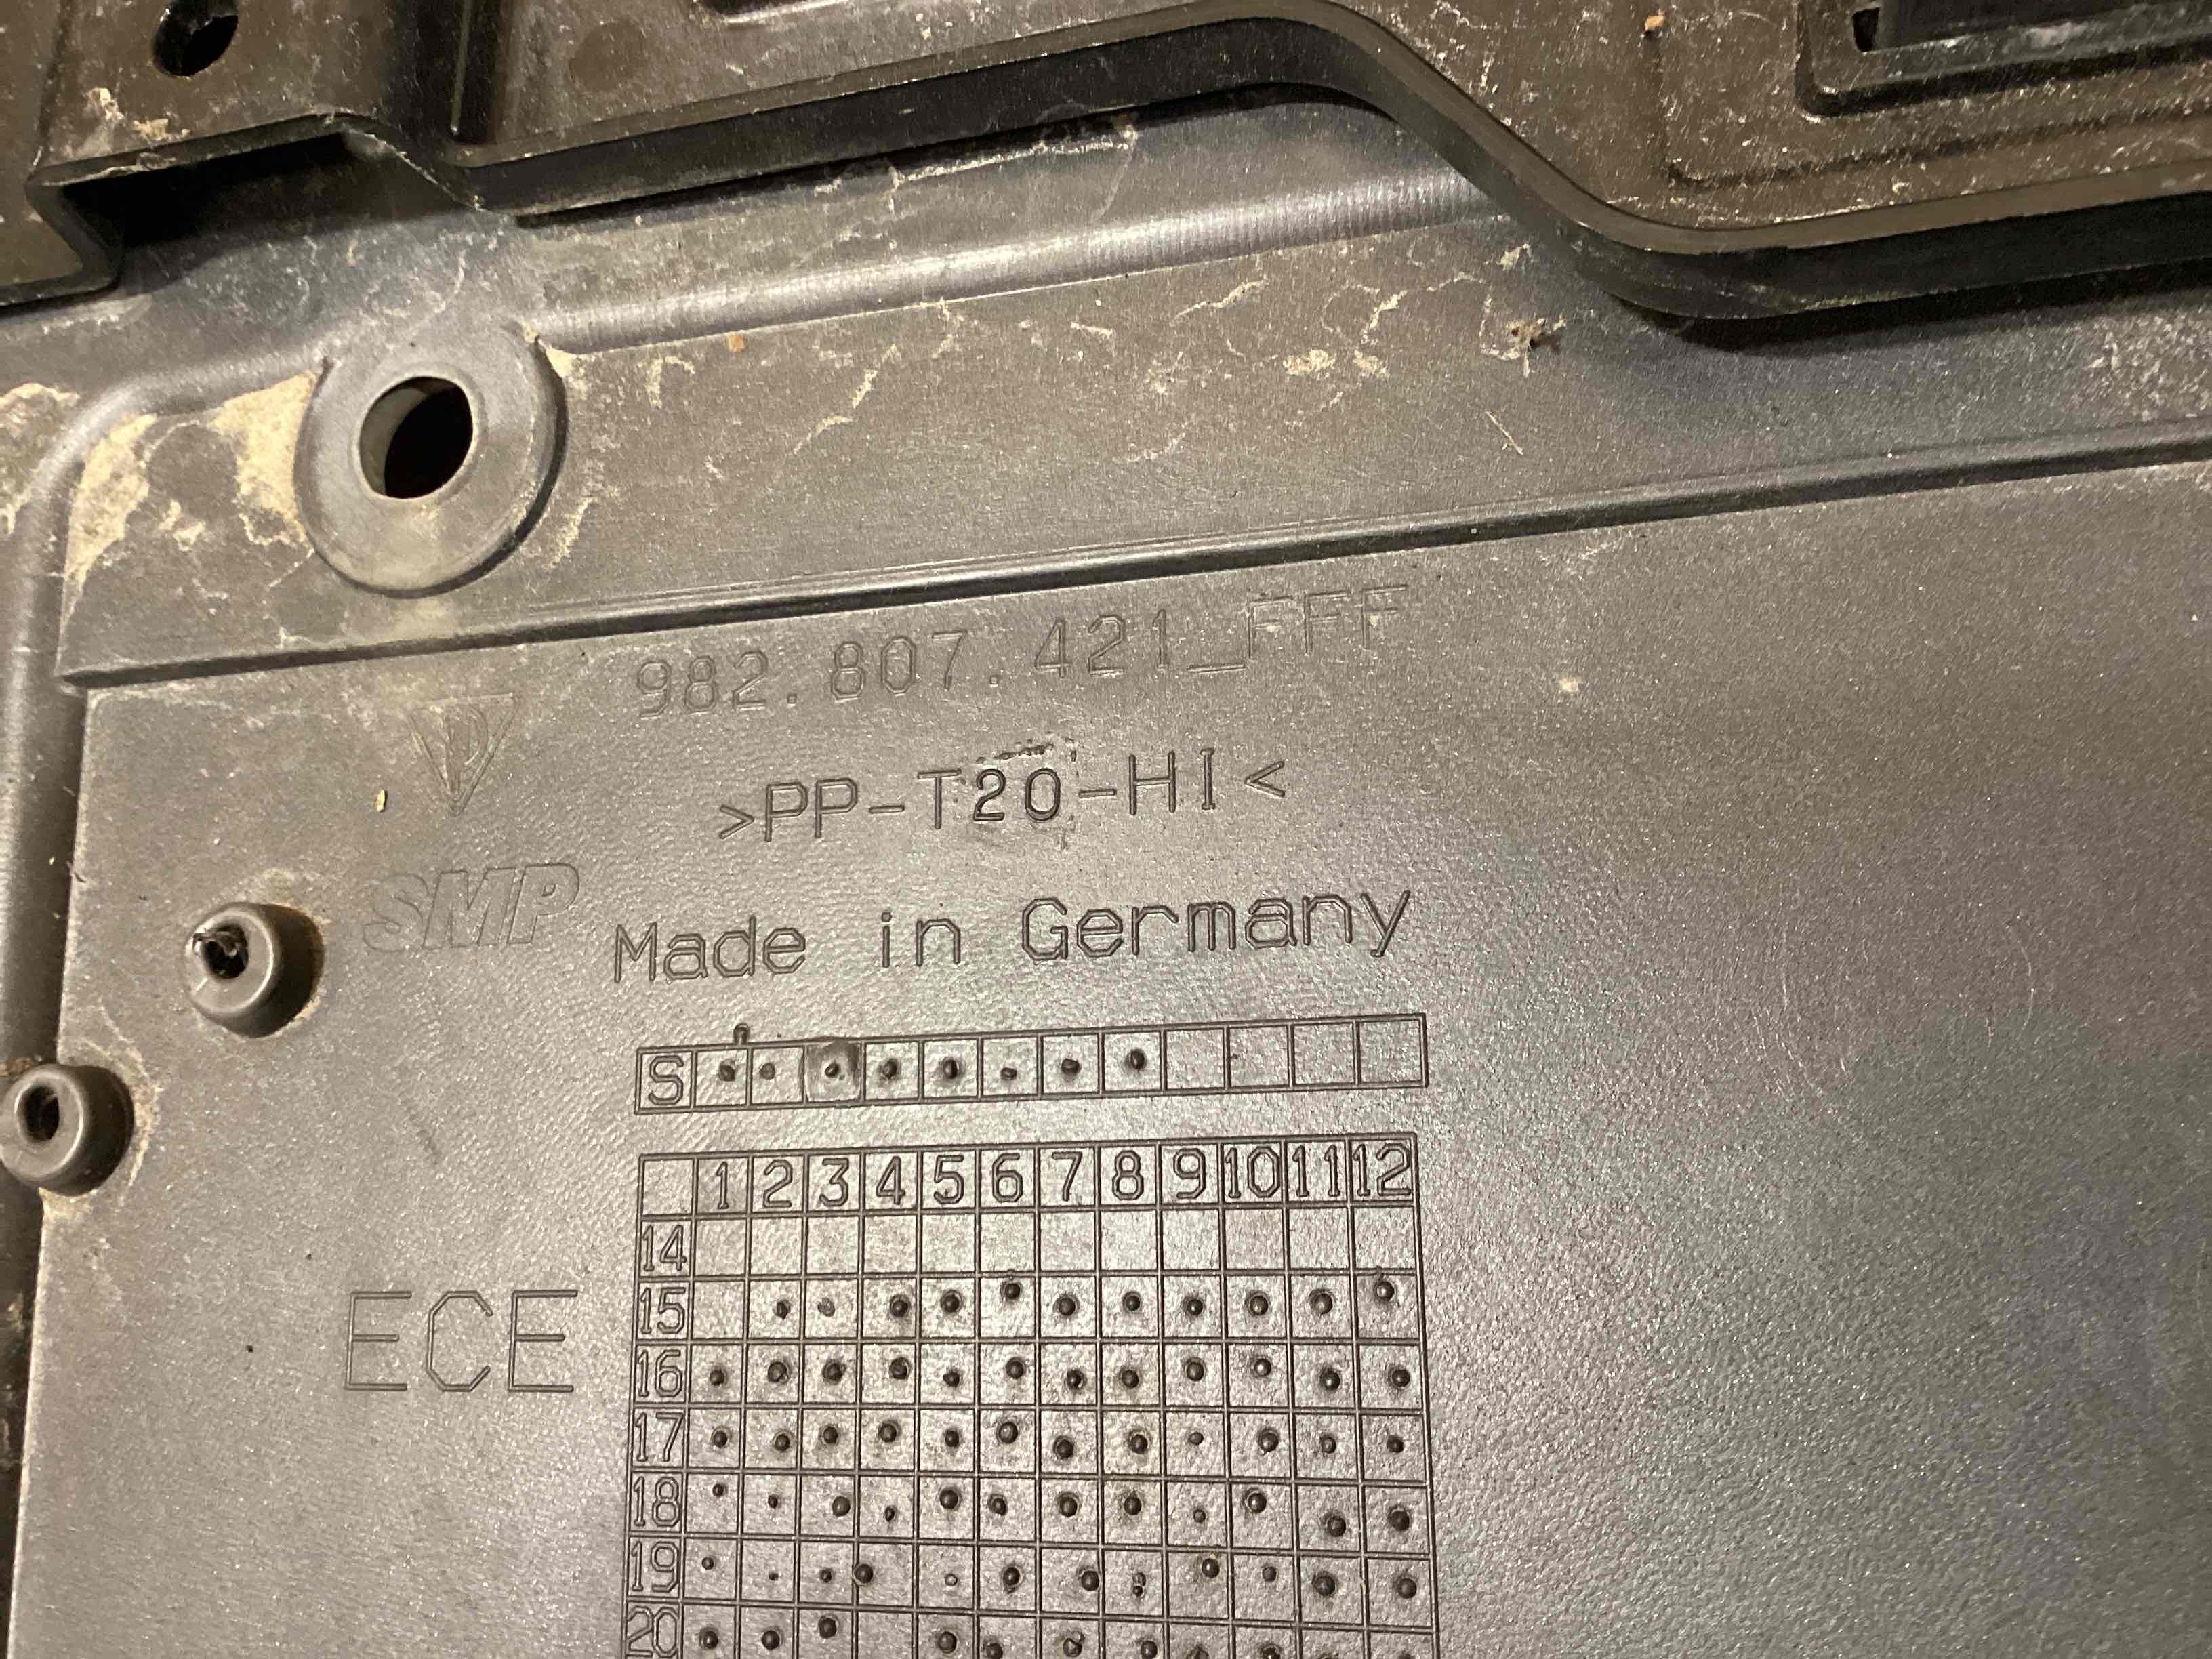 982.807.421_FFF
>PP-T20-HI<
SMP
Made in Germany
S
1 2 3 4 5 6 7 8 9 10 11 12
14
15
ECE
16
17
18
19
20